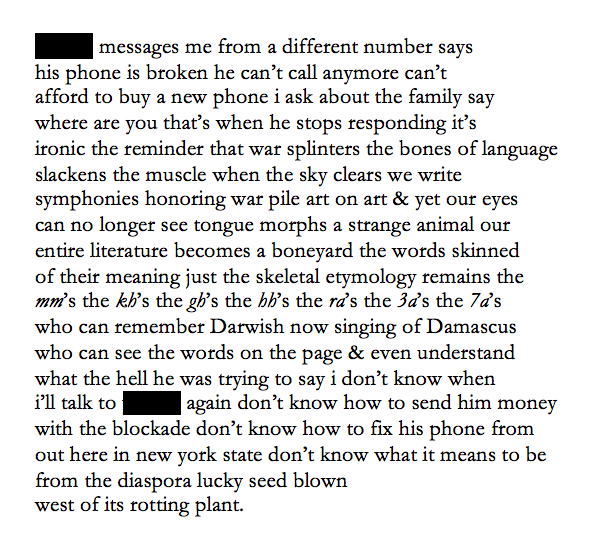 messages me from a different number says
his phone is broken he can’t call anymore can’t
afford to buy a new phone i ask about the family say
where are you that’s when he stops responding it’s
ironic the reminder that war splinters the bones of language
slackens the muscle when the sky clears we write
symphonies honoring war pile art on art & yet our eyes
can no longer see tongue morphs a strange animal our
entire literature becomes a boneyard the words skinned
of their meaning just the skeletal etymology remains the
mm’s the kh’s the gh’s the hh’s the ra’s the 3a’s the 7a’s
who can remember Darwish now singing of Damascus
who can see the words on the page & even understand
what the hell he was trying to say i don’t know when
i’ll talk to again don’t know how to send him money
with the blockade don’t know how to fix his phone from
out here in new york state don’t know what it means to be
from the diaspora lucky seed blown
west of its rotting plant.